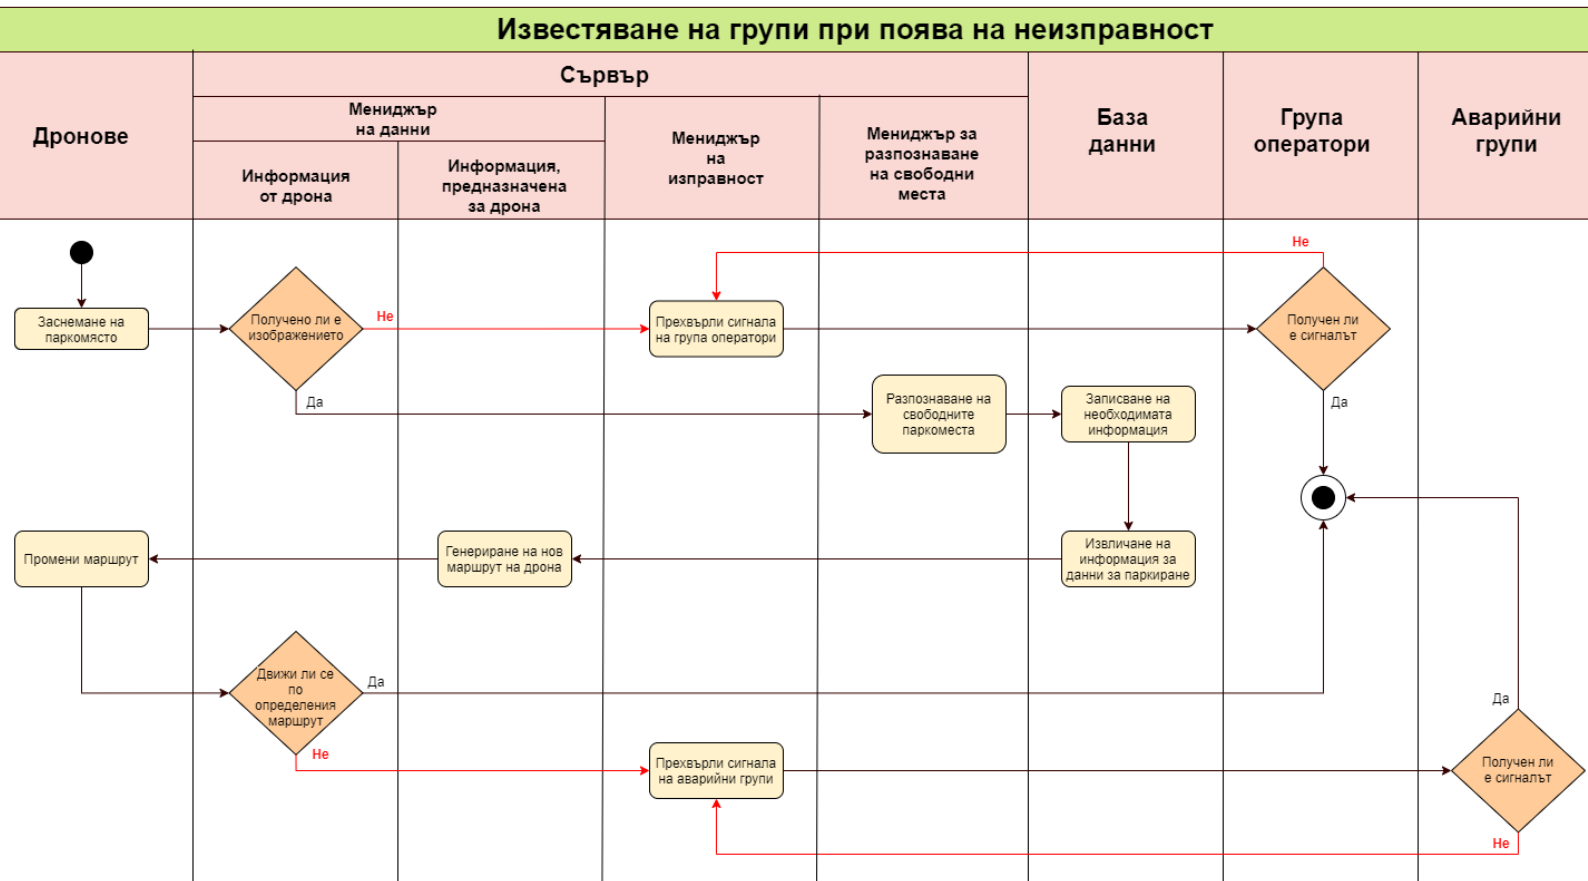 Известяване на групи при поява на неизправност
Дронове
Сървър
Мениджър
на данни
Информация
от дрона
Информация,
предназначена
за дрона
Мениджър
на
изправност
Мениджър за
разпознаване
на свободни
места
База
данни
Група
оператори
Аварийни
групи
Заснемане на
паркомясто
Получено ли е
изображението
Не
Да
Прехвърли сигнала
на група оператори
Не
Получен ли
е сигналът
Да
Разпознаване на
свободните
паркоместа
Записване на
необходимата
информация
Промени маршрут
Генериране на нов
маршрут на дрона
Извличане на
информация за
данни за паркиране
Движи ли се
по
определения
маршрут
Да
Не
Прехвърли сигнала
на аварийни групи
Да
Получен ли
е сигналът
Не